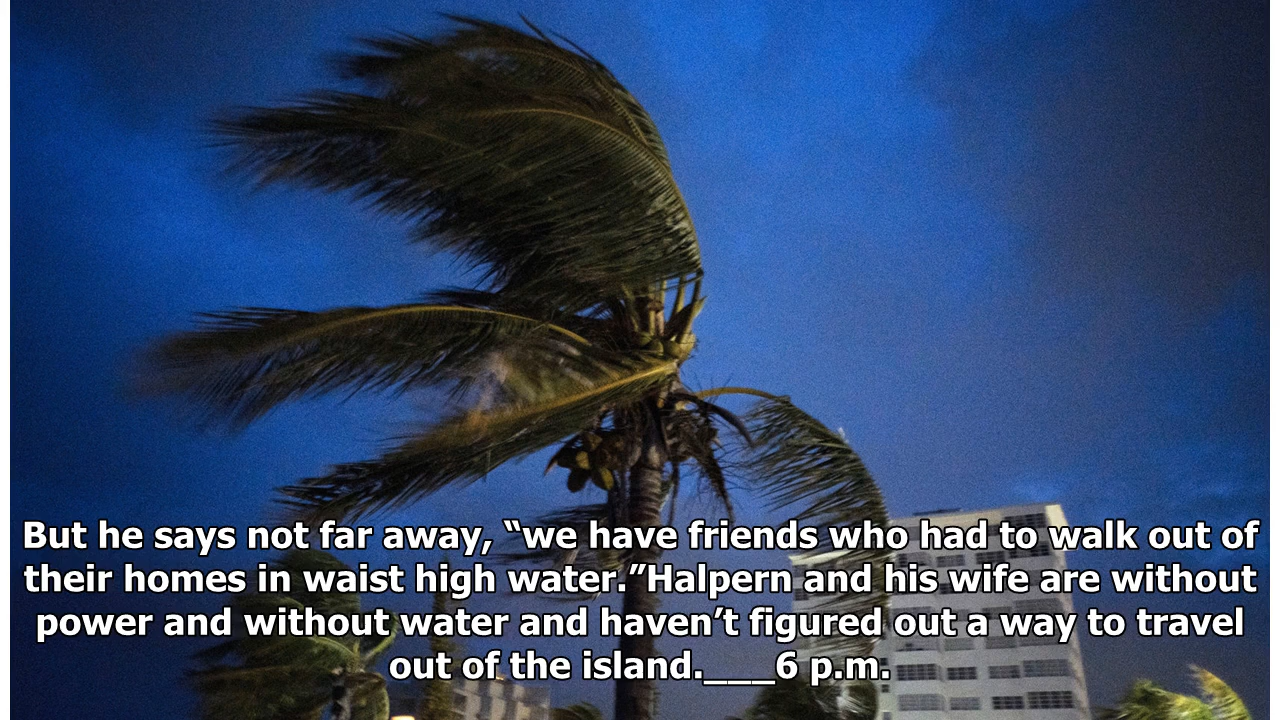 But he says not far away, “we have friends who had to walk out of
their homes in waist high water.”Halpern and his wife are without
power and without water and haven’t figured out a way to travel
out of the island.___6 p.m.